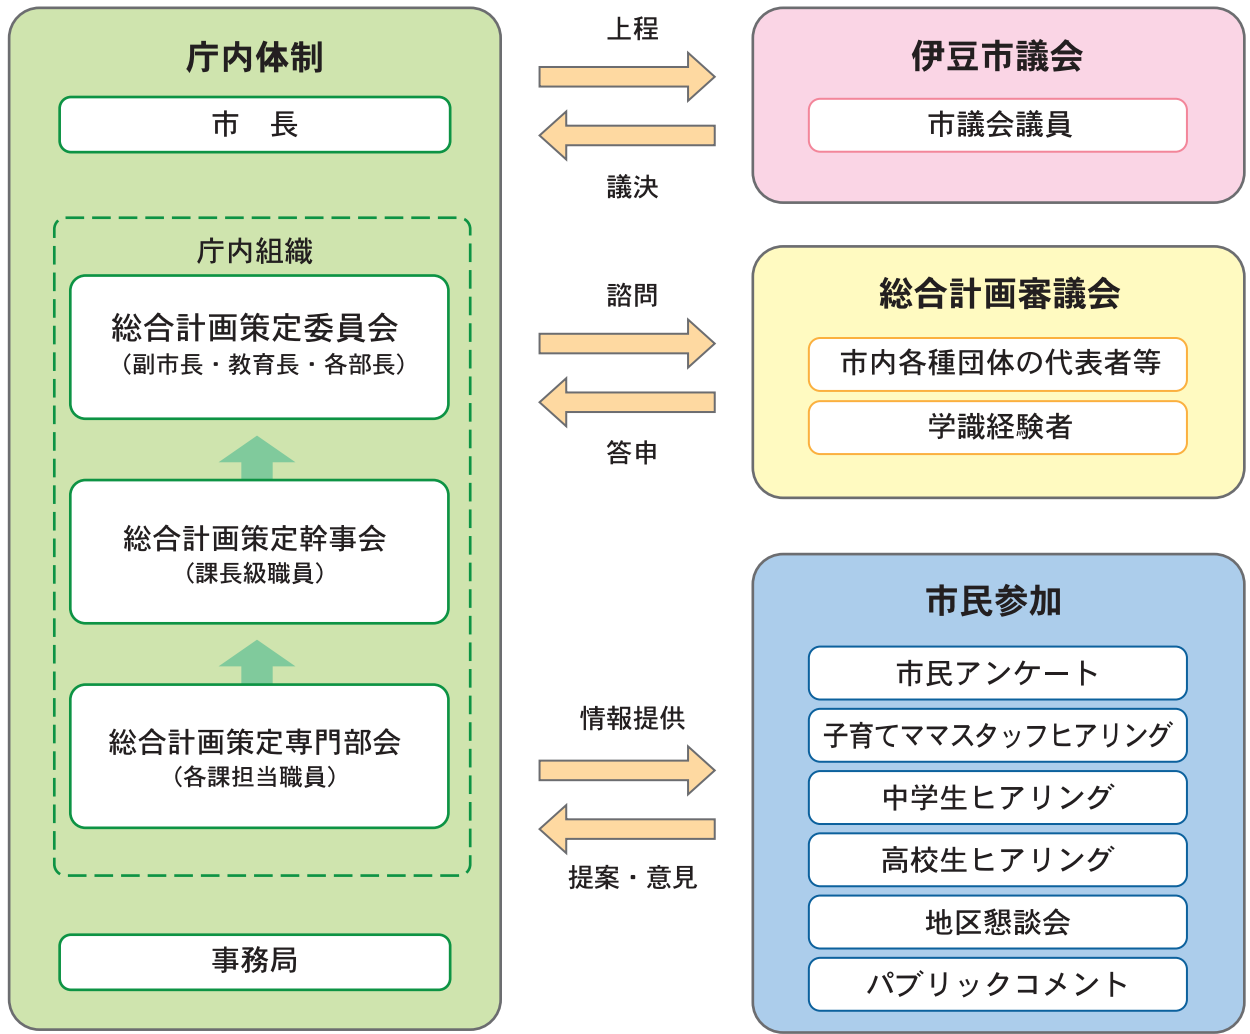 庁内体制
市　長
庁内組織
総合計画策定委員会
（副市長・教育長・各部長）
総合計画策定幹事会
（課長級職員）
総合計画策定専門部会
（各課担当職員）
事務局
上程
議決
諮問
答申
情報提供
提案・意見
伊豆市議会
市議会議員
総合計画審議会
市内各種団体の代表者等
学識経験者
市民参加
市民アンケート
子育てママスタッフヒアリング
中学生ヒアリング
高校生ヒアリング
地区懇談会
パブリックコメント